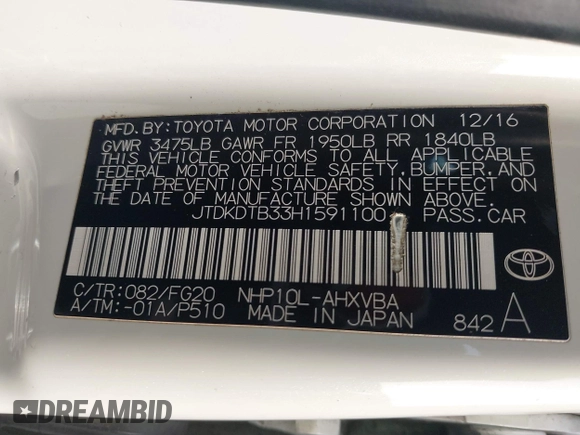 MFD.BY:TOYOTA MOTOR CORPORATION 12/16
GVWR 3475LB GAWR FR 1950LB RR 1840LB
THIS VEHICLE CONFORMS TO ALL APPLICABLE
FEDERAL MOTOR VEHICLE SAFETY,BUMPER, AND
THEFT PREVENTION STANDARDS IN EFFECT ON
THE DATE OF MANUFACTURE SHOWN ABOVE.
JTDKDTB33H1591100 PASS.CAR
C/TR:082/FG20 NHP10L-AHXVBA
A/TM:-01A/P510 MADE IN JAPAN 842 A
DREAMBID